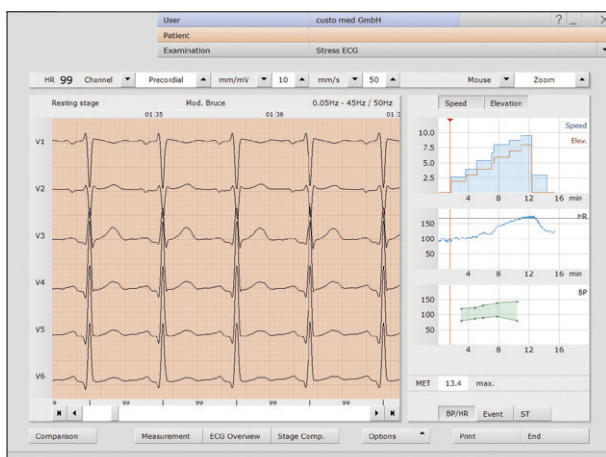 User custo med GmbH ? _ X
Patient
Examination Stress ECG
HR 99 Channel Precordial mm/mV 10 mm/s 50 Mouse Zoom
Resting stage Mod. Bruce 0.05Hz - 45Hz / 50Hz
01:35 01:36 01:3
V1
V2
V3
V4
V5
V6
9 99 99 99 99
Speed Elevation
Speed
Elev.
10.0
7.5
5.0
2.5
4 8 12 16 min
HR
150
100
50
4 8 12 16 min
BP
150
100
50
4 8 12 16
MET 13.4 max.
BP/HR Event ST
Comparison Measurement ECG Overview Stage Comp. Options Print End